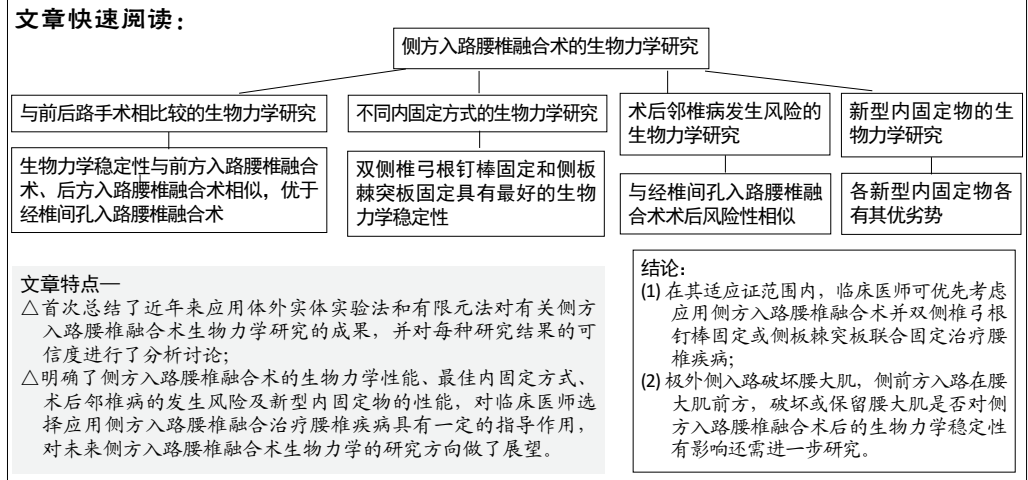 文章快速阅读：
侧方入路腰椎融合术的生物力学研究
与前后路手术相比较的生物力学研究
不同内固定方式的生物力学研究
术后邻椎病发生风险的
生物力学研究
新型内固定物的生
物力学研究
生物力学稳定性与前方入路腰椎融合
术、后方入路腰椎融合术相似，优于
经椎间孔入路腰椎融合术
双侧椎弓根钉棒固定和侧板
棘突板固定具有最好的生物
力学稳定性
与经椎间孔入路腰椎融
合术术后风险性相似
各新型内固定物各
有其优劣势
文章特点—
△首次总结了近年来应用体外实体实验法和有限元法对有关侧方
入路腰椎融合术生物力学研究的成果，并对每种研究结果的可
信度进行了分析讨论；
△明确了侧方入路腰椎融合术的生物力学性能、最佳内固定方式、
术后邻椎病的发生风险及新型内固定物的性能，对临床医师选
择应用侧方入路腰椎融合治疗腰椎疾病具有一定的指导作用，
对未来侧方入路腰椎融合术生物力学的研究方向做了展望。
结论：
(1) 在其适应证范围内，临床医师可优先考虑
应用侧方入路腰椎融合术并双侧椎弓根
钉棒固定或侧板棘突板联合固定治疗腰
椎疾病；
(2) 极外侧入路破坏腰大肌，侧前方入路在腰
大肌前方，破坏或保留腰大肌是否对侧
方入路腰椎融合术后的生物力学稳定性
有影响还需进一步研究。